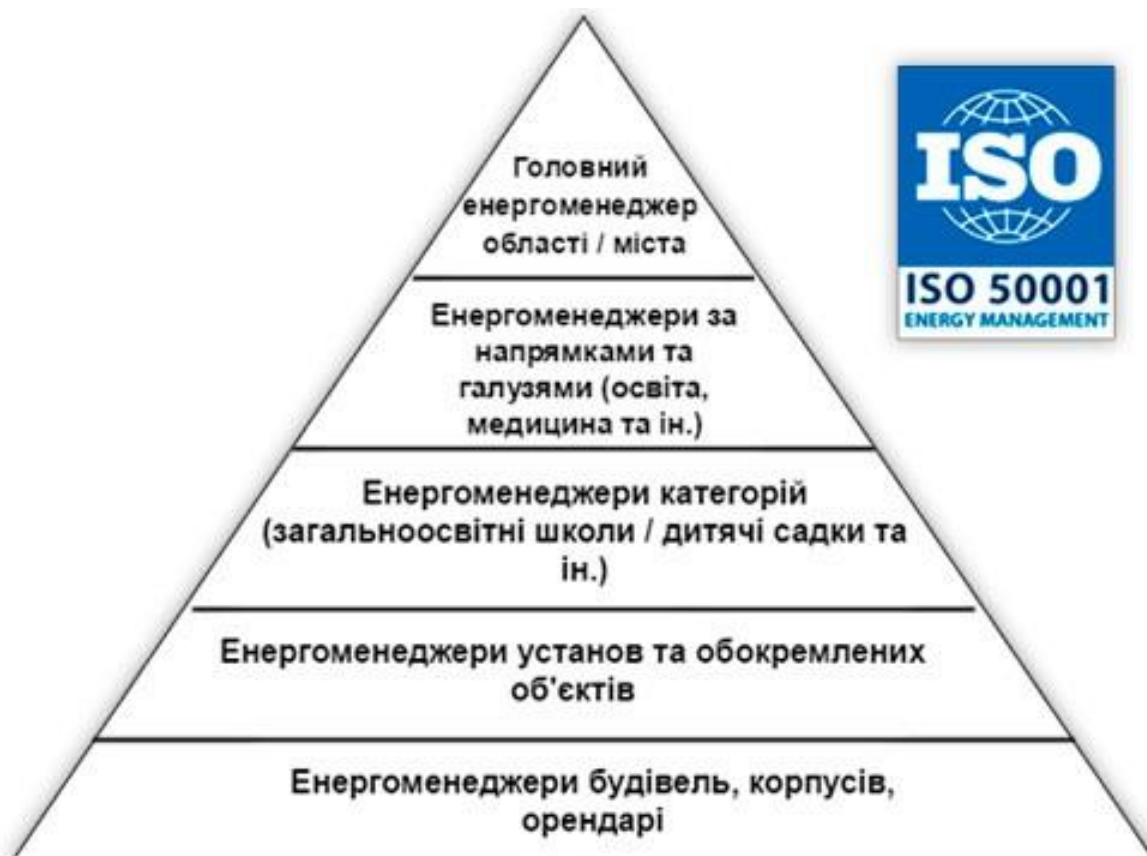 Головний
енергоменеджер
області / міста
Енергоменеджери за
напрямками та
галузями (освіта,
медицина та ін.)
Енергоменеджери категорій
(загальноосвітні школи / дитячі садки та
ін.)
Енергоменеджери установ та обокремлених
об'єктів
Енергоменеджери будівель, корпусів,
орендарі
ISO
ISO 50001
ENERGY MANAGEMENT